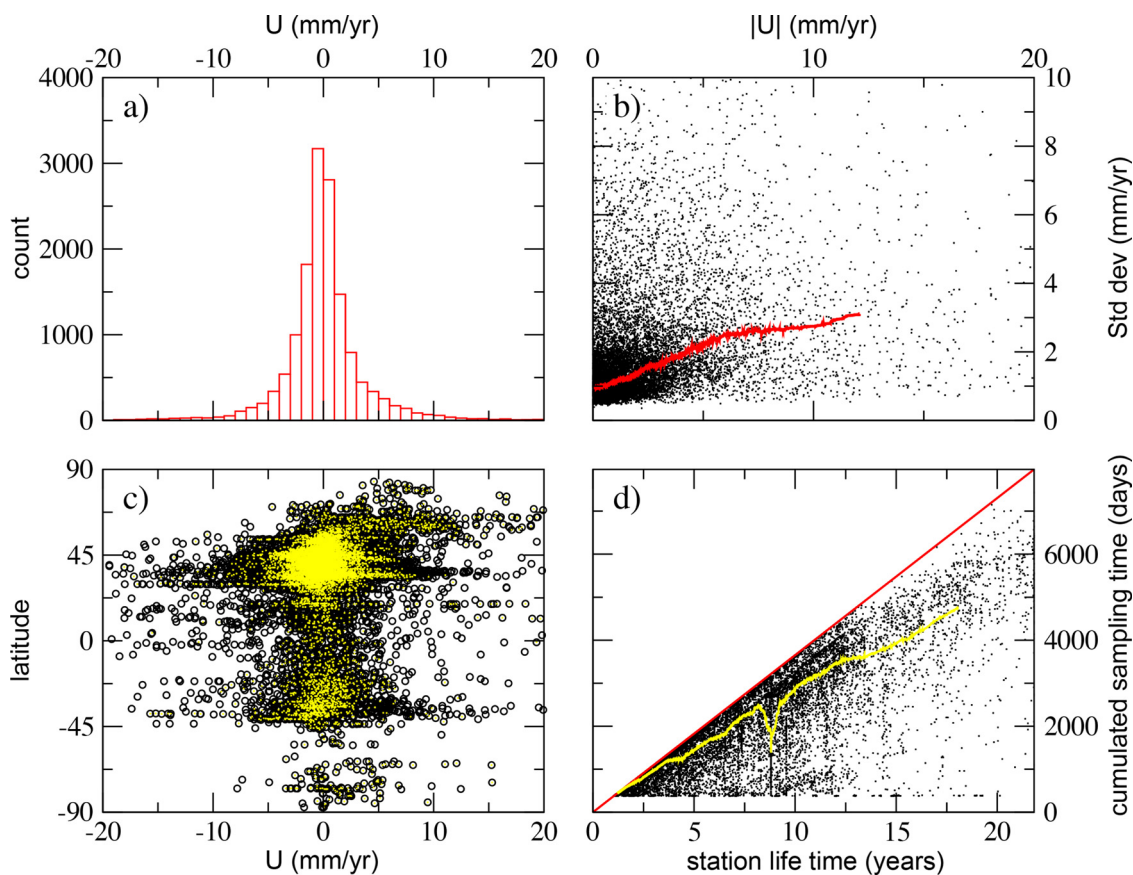 U (mm/yr)
|U| (mm/yr)
-20 -10 0 10 20
0 10 20
4000
3000
2000
1000
0
count
a)
b)
10
8
6
4
2
0
Std dev (mm/yr)
90
45
0
-45
-90
latitude
c)
d)
6000
4000
2000
0
cumulated sampling time (days)
-20 -10 0 10 20
0 5 10 15 20
U (mm/yr)
station life time (years)